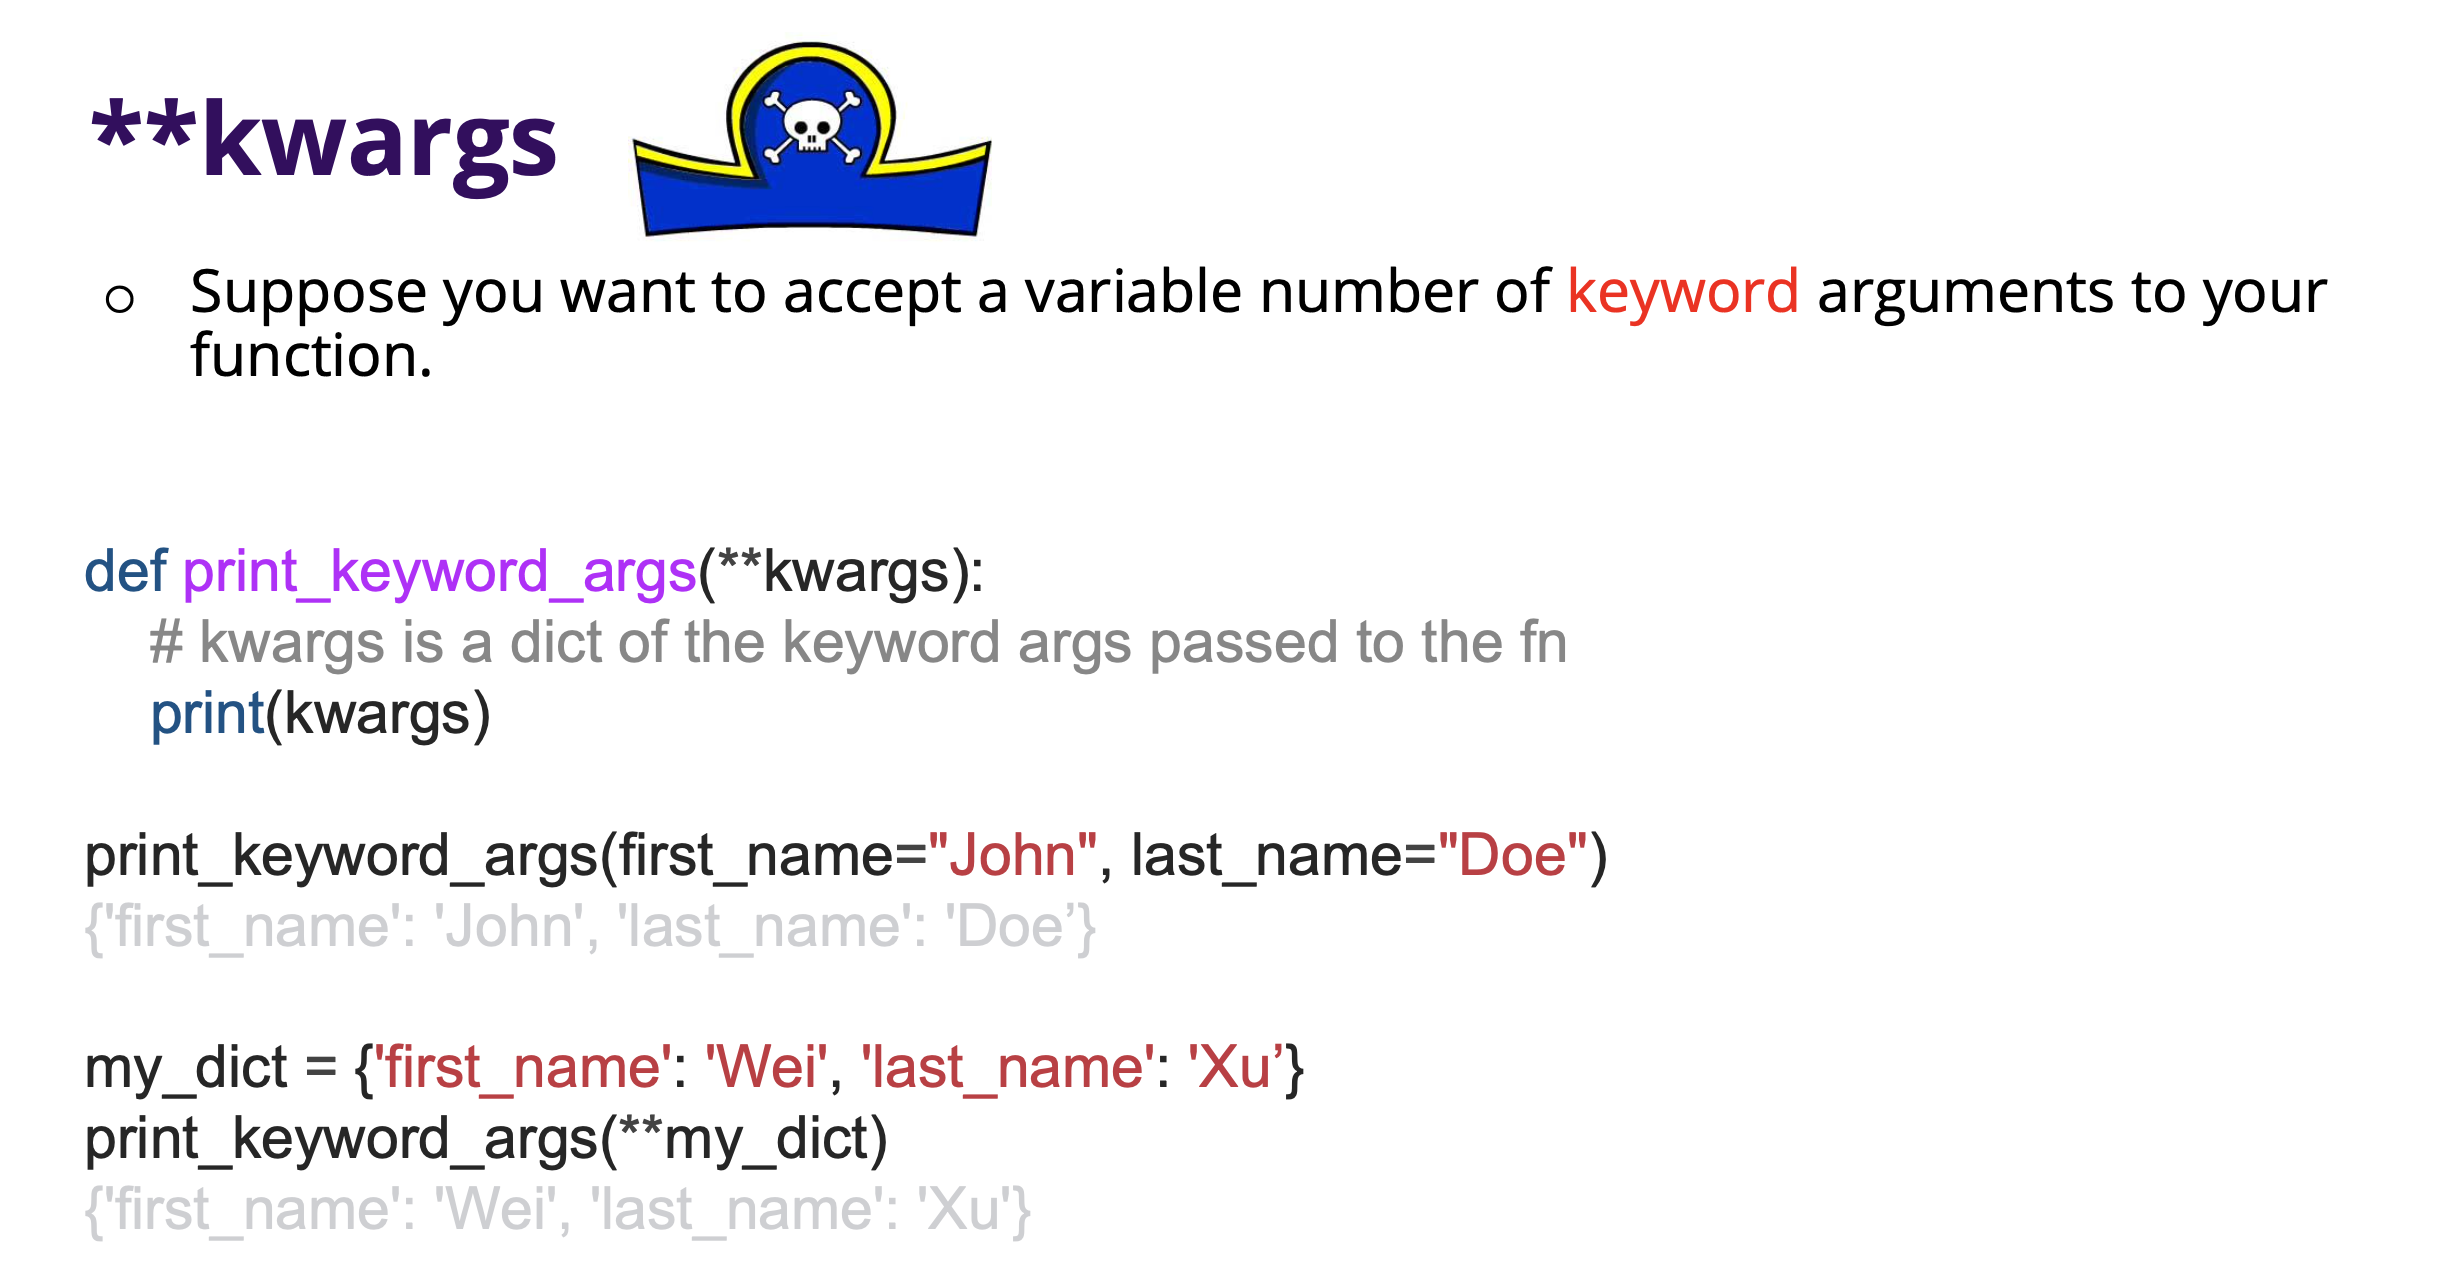 **kwargs
○ Suppose you want to accept a variable number of keyword arguments to your
function.
def print_keyword_args(**kwargs):
# kwargs is a dict of the keyword args passed to the fn
print(kwargs)
print_keyword_args(first_name="John", last_name="Doe")
{'first_name': 'John', 'last_name': 'Doe’}
my_dict = {'first_name': 'Wei', 'last_name': 'Xu’}
print_keyword_args(**my_dict)
{'first_name': 'Wei', 'last_name': 'Xu'}